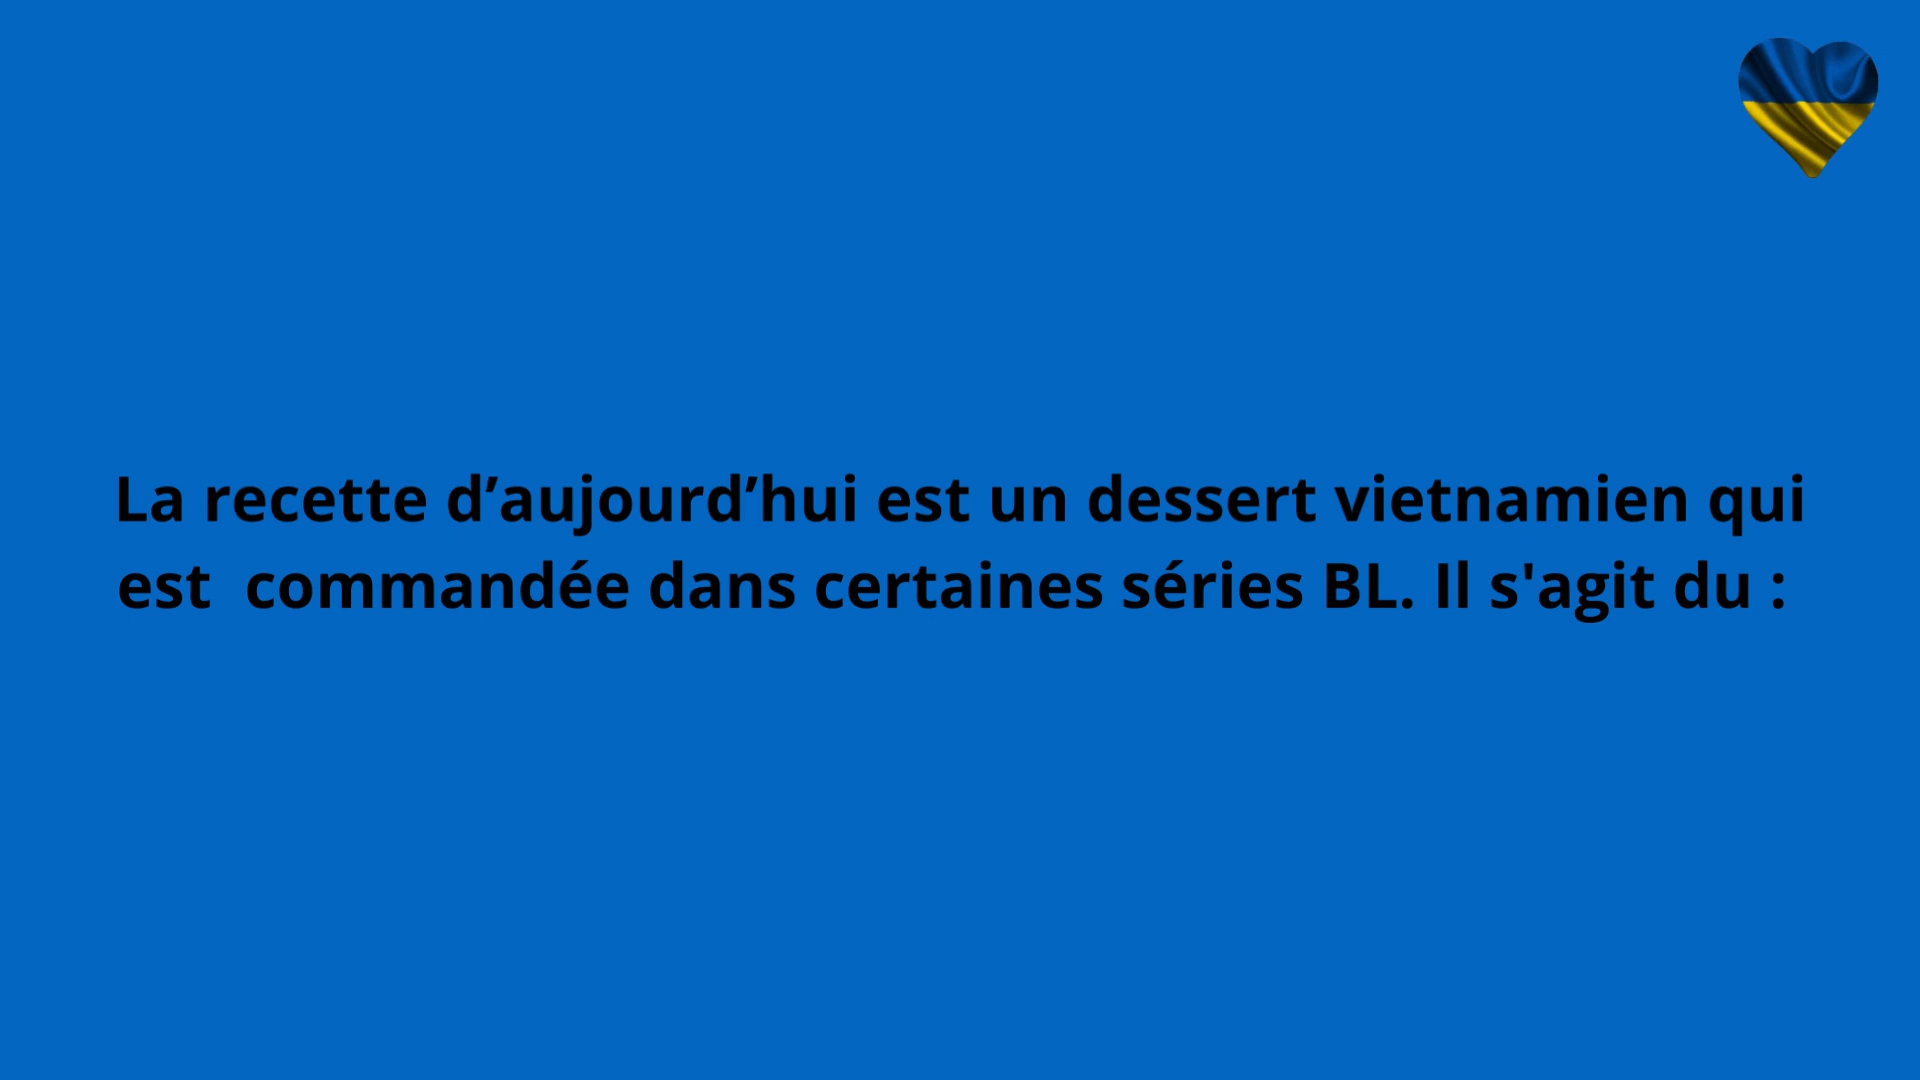 La recette d’aujourd’hui est un dessert vietnamien qui
est  commandée dans certaines séries BL. Il s'agit du :